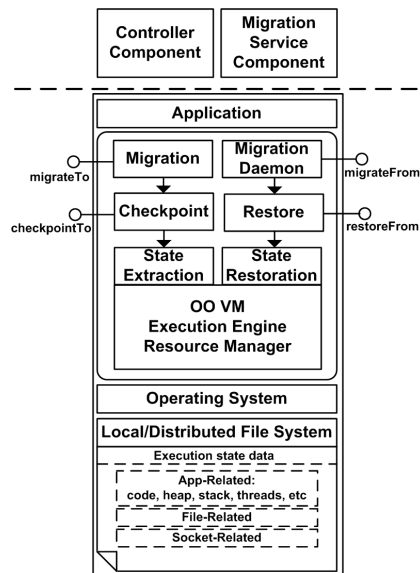 Controller
Component
Migration
Service
Component
Application
Migration
Migration
Daemon
migrateTo
migrateFrom
Checkpoint
Restore
checkpointTo
restoreFrom
State
Extraction
State
Restoration
OO VM
Execution Engine
Resource Manager
Operating System
Local/Distributed File System
Execution state data
App-Related:
code, heap, stack, threads, etc
File-Related
Socket-Related